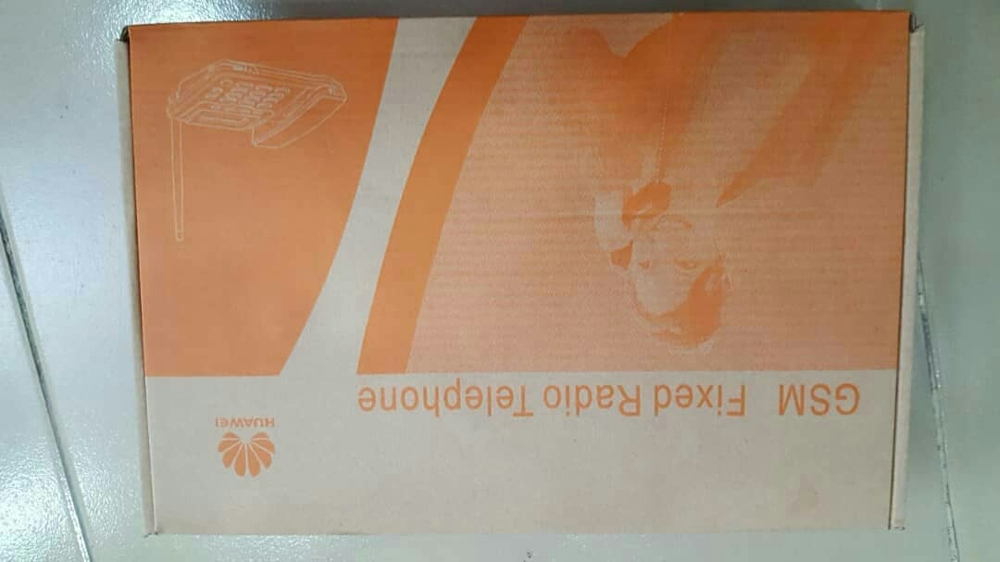 HUAWEI
GSM Fixed Radio Telephone